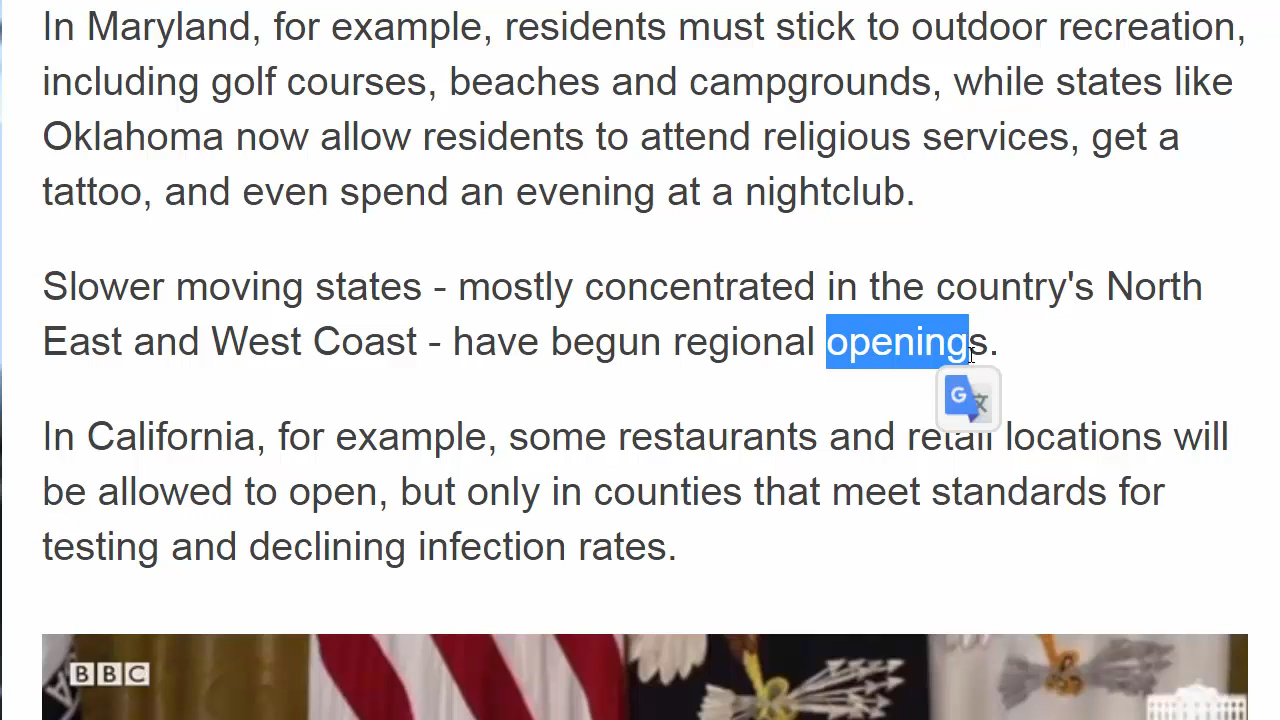 In Maryland, for example, residents must stick to outdoor recreation,
including golf courses, beaches and campgrounds, while states like
Oklahoma now allow residents to attend religious services, get a
tattoo, and even spend an evening at a nightclub.
Slower moving states - mostly concentrated in the country's North
East and West Coast - have begun regional openings.
G 文
In California, for example, some restaurants and retail locations will
be allowed to open, but only in counties that meet standards for
testing and declining infection rates.
BBC